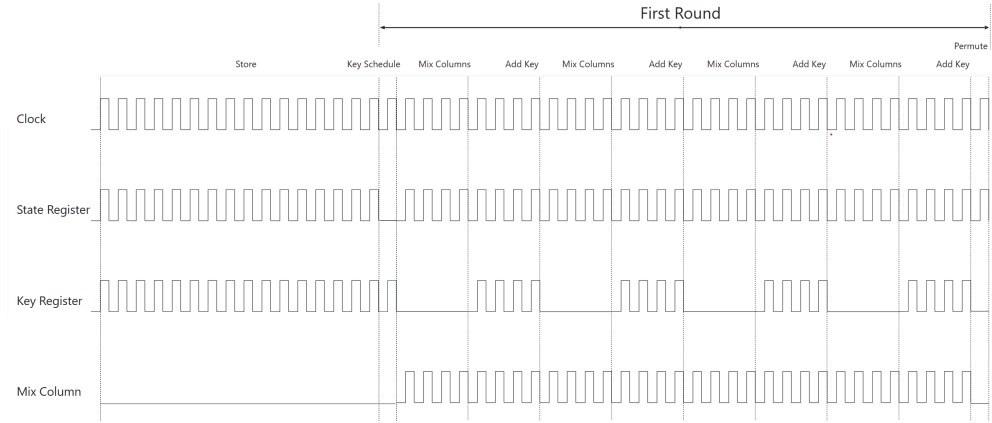 First Round
Permute
Store Key Schedule Mix Columns Add Key Mix Columns Add Key Mix Columns Add Key Mix Columns Add Key
Clock
State Register
Key Register
Mix Column